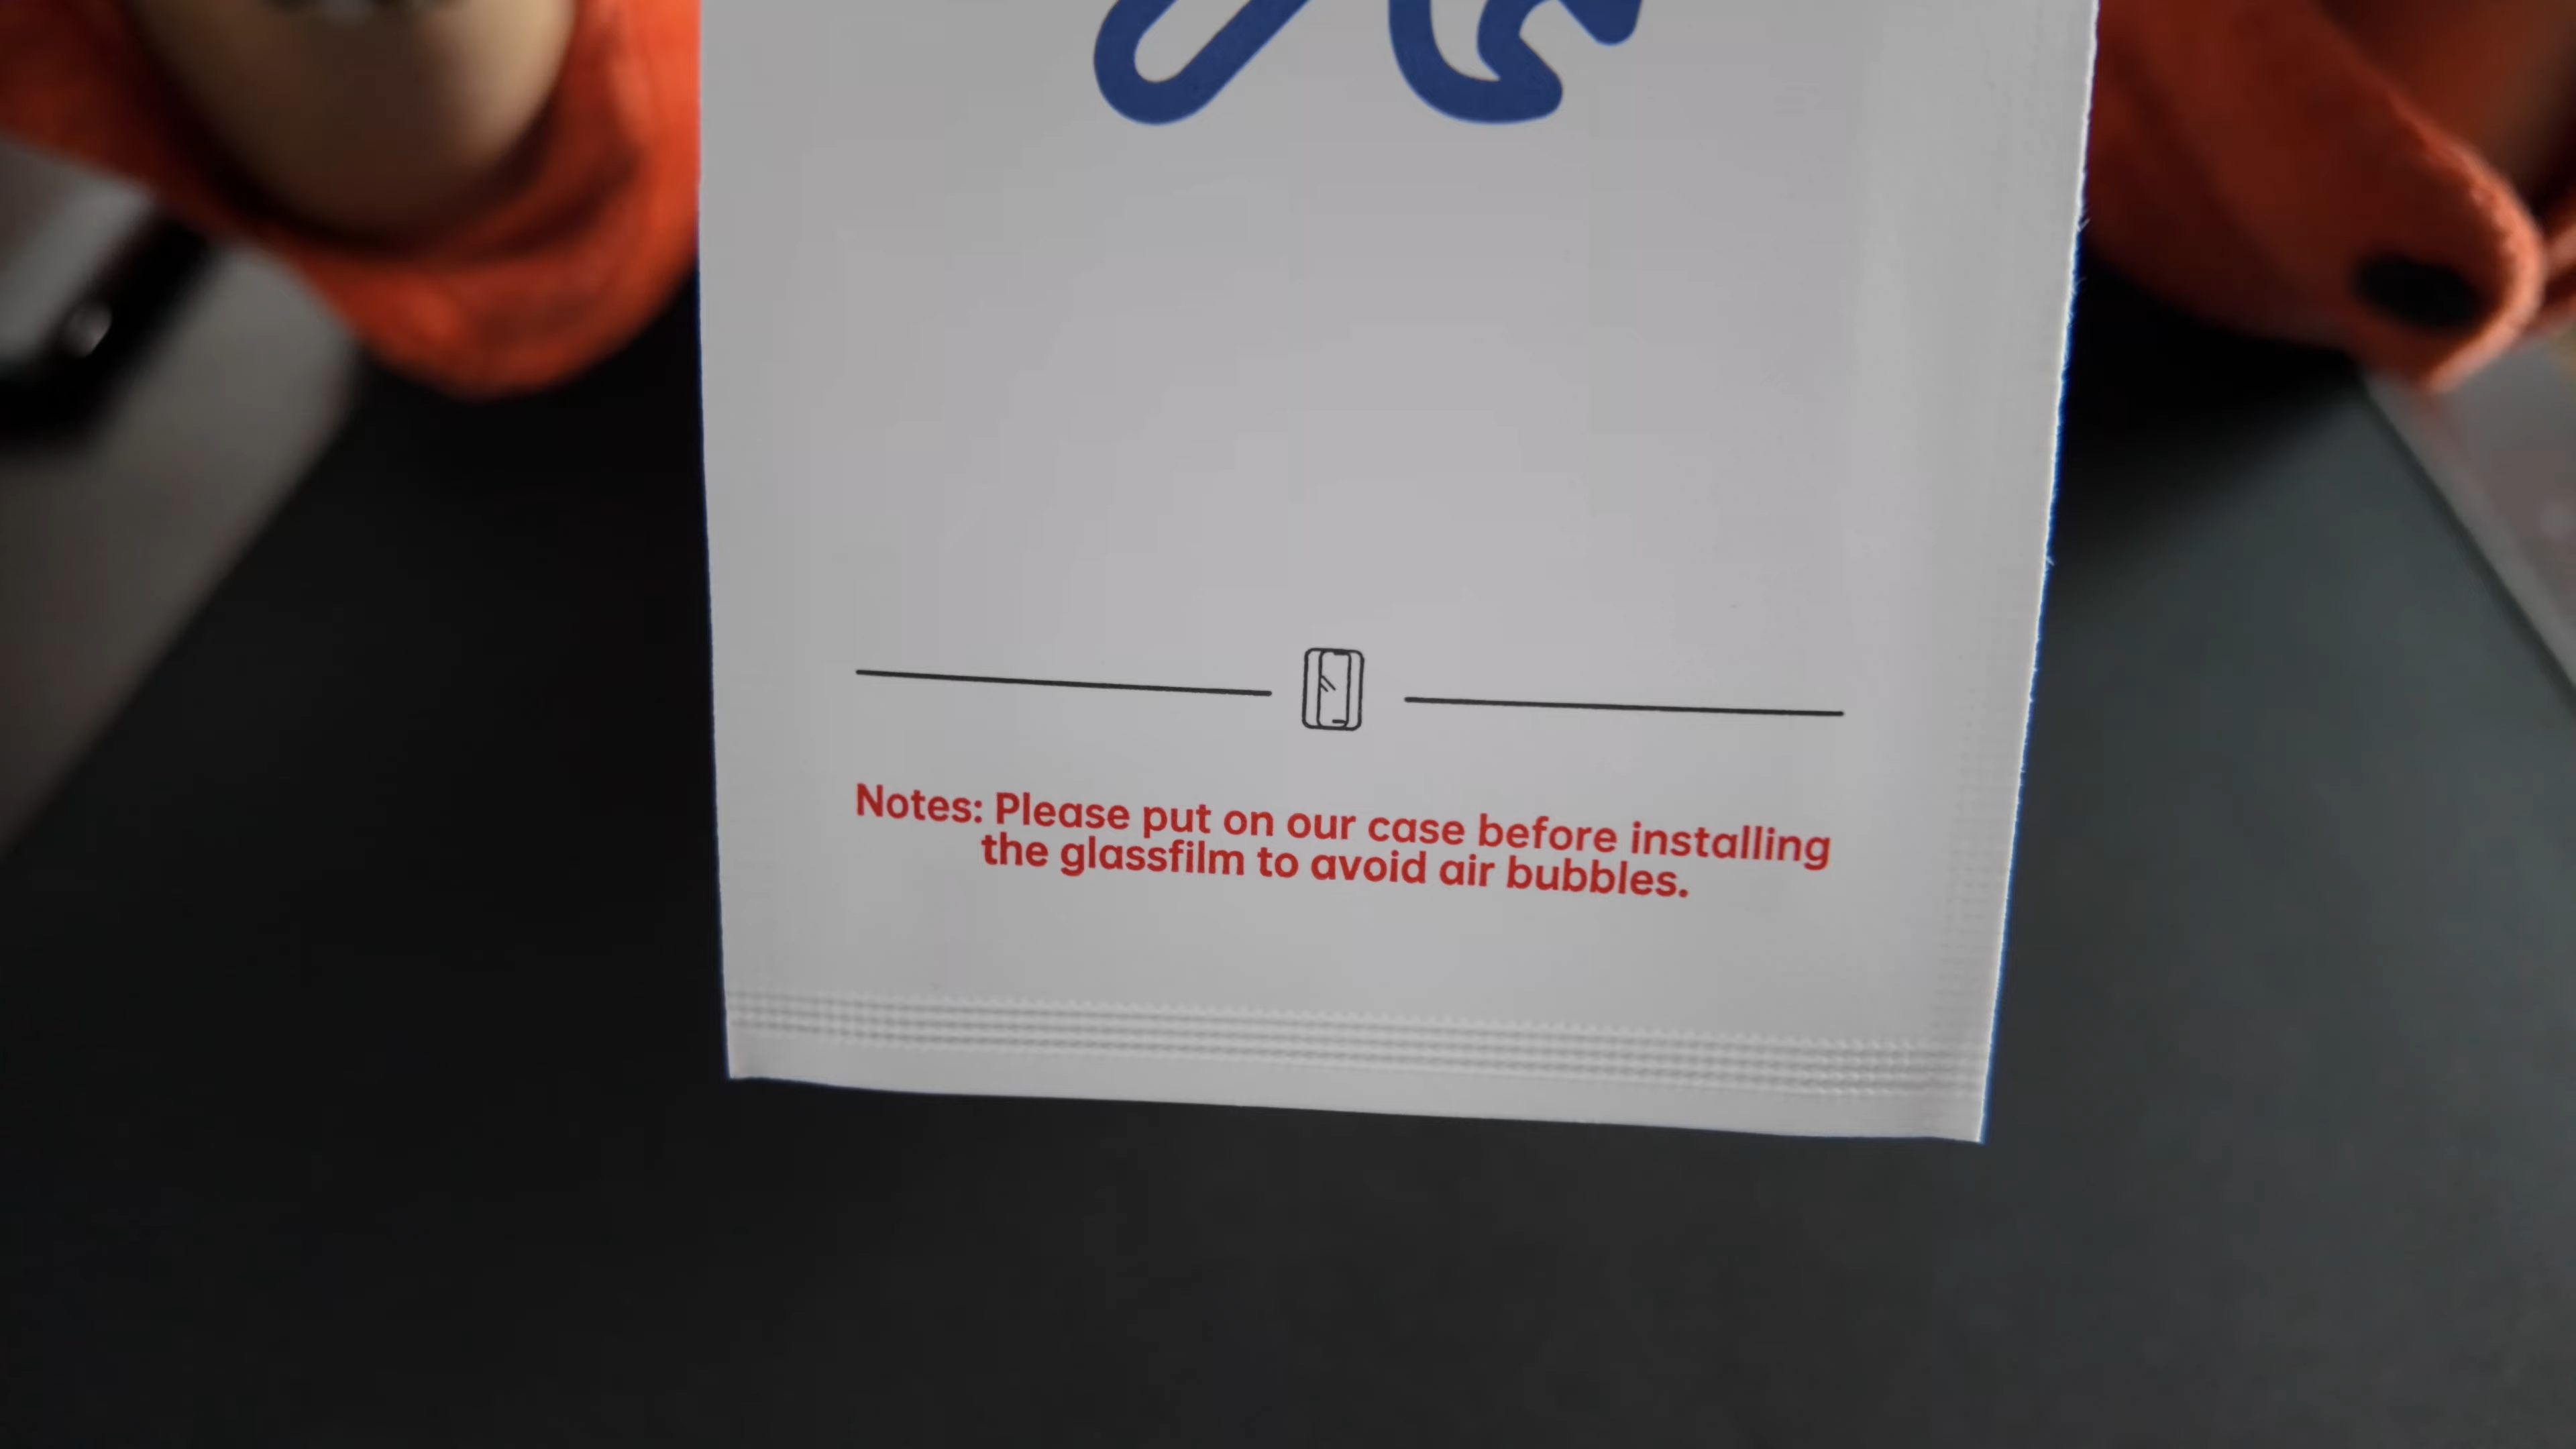 Notes: Please put on our case before installing
the glassfilm to avoid air bubbles.